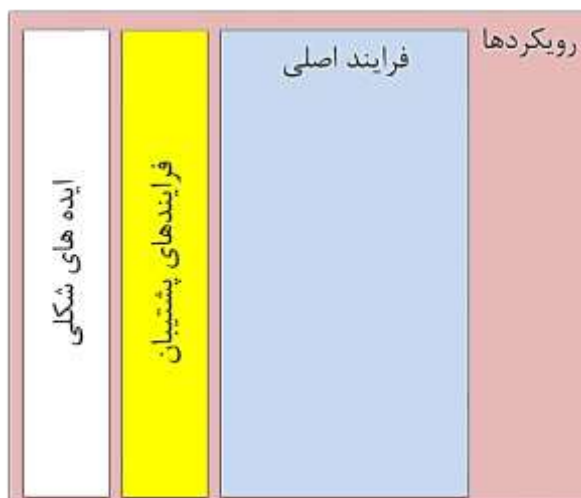 رویکردها
فرایند اصلی
فرایندهای پشتیبان
ایده های شکلی